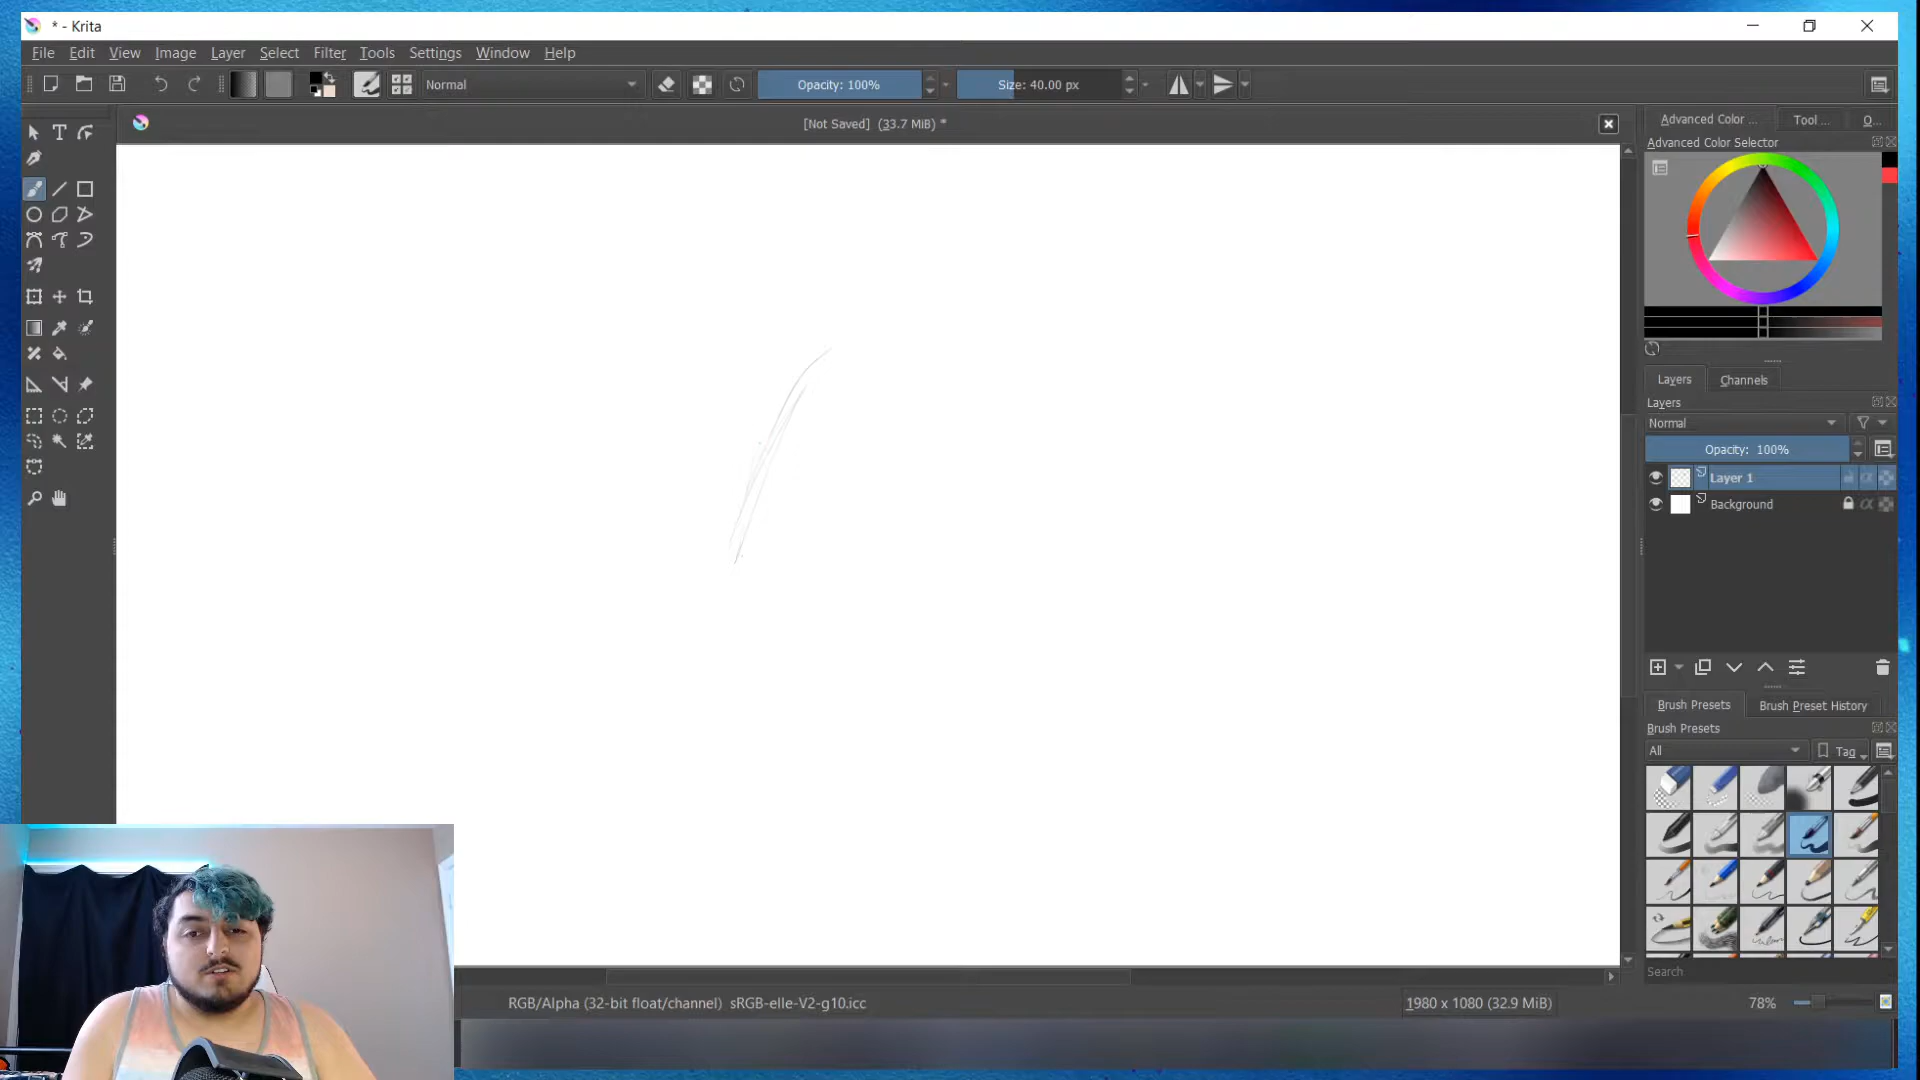 * - Krita
File Edit View Image Layer Select Filter Tools Settings Window Help
Normal
Opacity: 100%
Size: 40.00 px
[Not Saved] (33.7 MiB) *
Advanced Color ...
Tool ...
O...
Advanced Color Selector
Layers Channels
Layers
Normal
Opacity: 100%
Layer 1
Background
Brush Presets Brush Preset History
Brush Presets
All
Tag
Search
RGB/Alpha (32-bit float/channel) sRGB-elle-V2-g10.icc
1980 x 1080 (32.9 MiB)
78%